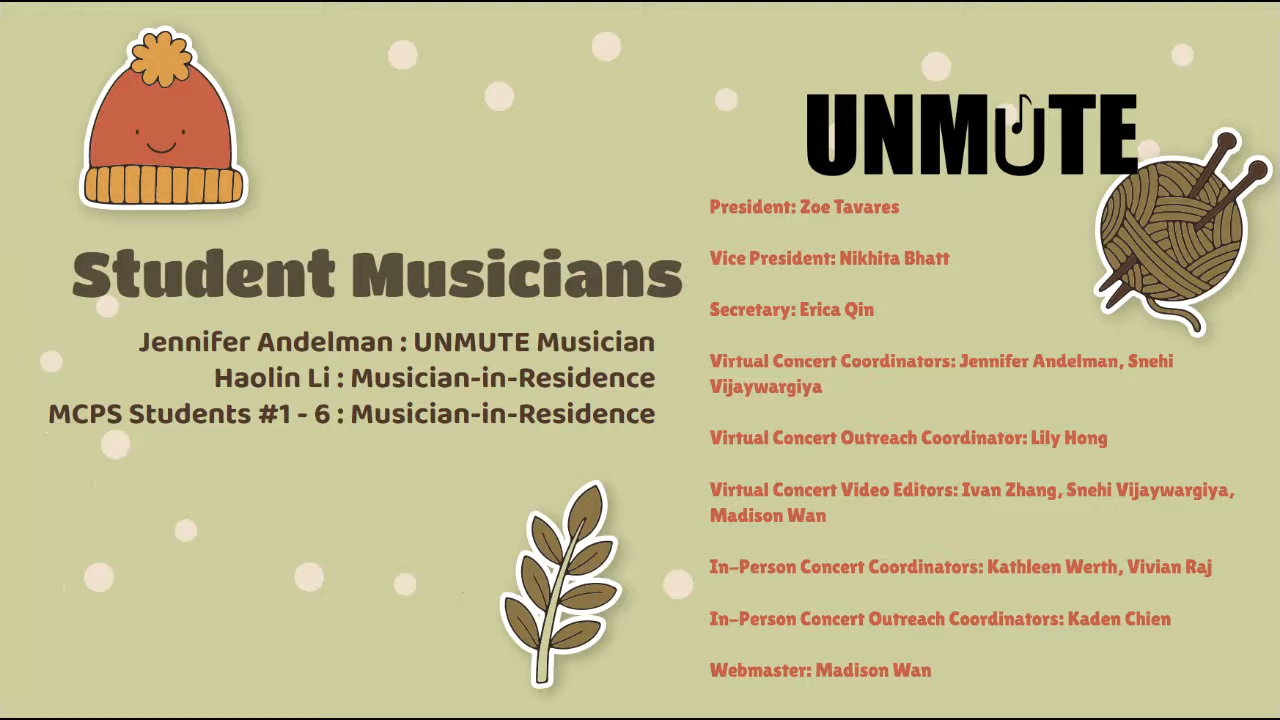 Student Musicians
Jennifer Andelman : UNMUTE Musician
Haolin Li : Musician-in-Residence
MCPS Students #1 - 6 : Musician-in-Residence
UNMUTE
President: Zoe Tavares
Vice President: Nikhita Bhatt
Secretary: Erica Qin
Virtual Concert Coordinators: Jennifer Andelman, Snehi
Vijaywargiya
Virtual Concert Outreach Coordinator: Lily Hong
Virtual Concert Video Editors: Ivan Zhang, Snehi Vijaywargiya,
Madison Wan
In-Person Concert Coordinators: Kathleen Werth, Vivian Raj
In-Person Concert Outreach Coordinators: Kaden Chien
Webmaster: Madison Wan